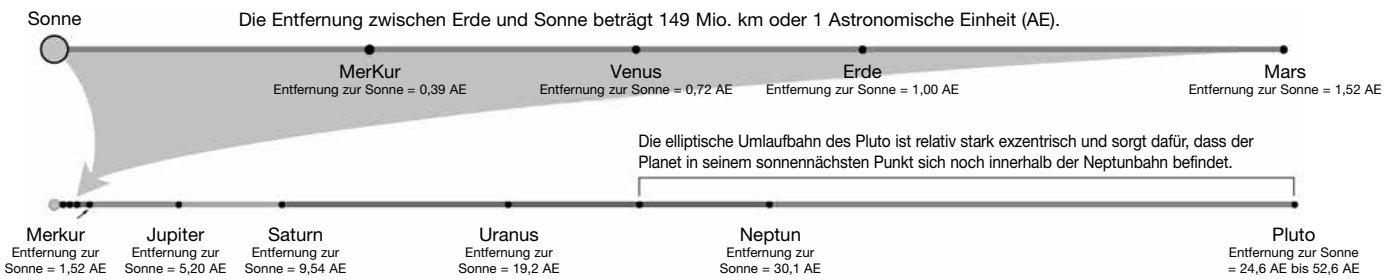 Die Entfernung zwischen Erde und Sonne beträgt 149 Mio. km oder 1 Astronomische Einheit (AE).
Sonne
MerKur
Entfernung zur Sonne = 0,39 AE
Venus
Entfernung zur Sonne = 0,72 AE
Erde
Entfernung zur Sonne = 1,00 AE
Mars
Entfernung zur Sonne = 1,52 AE
Die elliptische Umlaufbahn des Pluto ist relativ stark exzentrisch und sorgt dafür, dass der
Planet in seinem sonnennächsten Punkt sich noch innerhalb der Neptunbahn befindet.
Merkur
Entfernung zur
Sonne = 1,52 AE
Jupiter
Entfernung zur
Sonne = 5,20 AE
Saturn
Entfernung zur
Sonne = 9,54 AE
Uranus
Entfernung zur
Sonne = 19,2 AE
Neptun
Entfernung zur
Sonne = 30,1 AE
Pluto
Entfernung zur Sonne
= 24,6 AE bis 52,6 AE